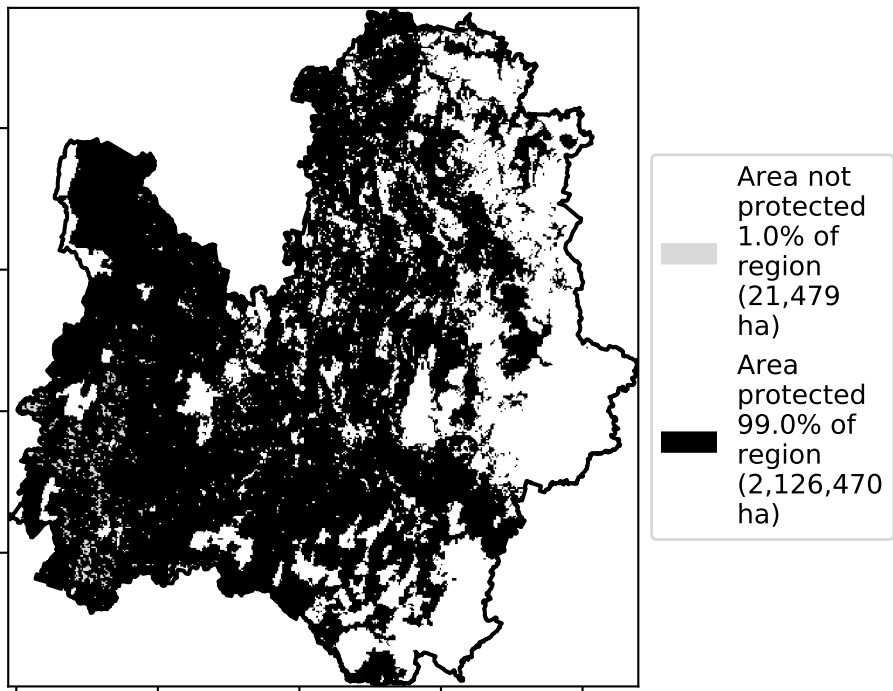 Area not
protected
1.0% of
region
(21,479
ha)
Area
protected
99.0% of
region
(2,126,470
ha)